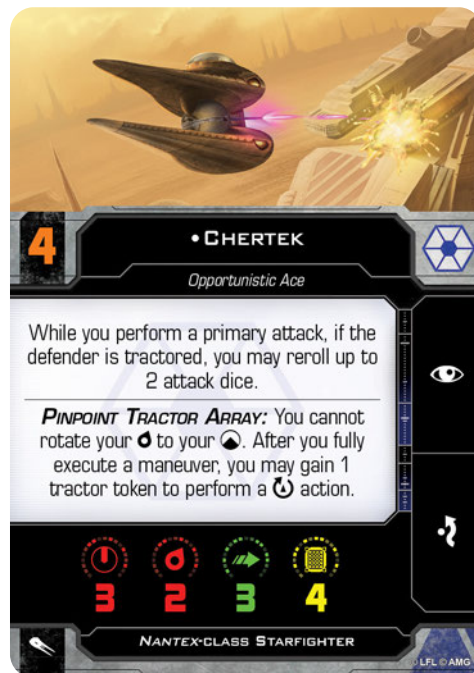 4
•Chertek
Opportunistic Ace
While you perform a primary attack, if the
defender is tractored, you may reroll up to
2 attack dice.
Pinpoint Tractor Array: You cannot
rotate your to your . After you fully
execute a maneuver, you may gain 1
tractor token to perform a action.
3 2 3 4
Nantex-class Starfighter
© LFL © AMG